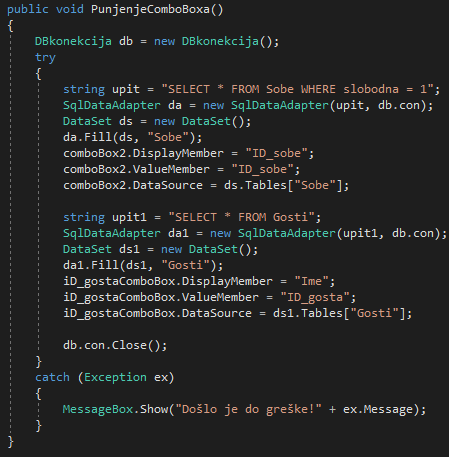 public void PunjenjeComboBoxa()
{
    DBkonekcija db = new DBkonekcija();
    try
    {
        string upit = "SELECT * FROM Sobe WHERE slobodna = 1";
        SqlDataAdapter da = new SqlDataAdapter(upit, db.con);
        DataSet ds = new DataSet();
        da.Fill(ds, "Sobe");
        comboBox2.DisplayMember = "ID_sobe";
        comboBox2.ValueMember = "ID_sobe";
        comboBox2.DataSource = ds.Tables["Sobe"];

        string upit1 = "SELECT * FROM Gosti";
        SqlDataAdapter da1 = new SqlDataAdapter(upit1, db.con);
        DataSet ds1 = new DataSet();
        da1.Fill(ds1, "Gosti");
        iD_gostaComboBox.DisplayMember = "Ime";
        iD_gostaComboBox.ValueMember = "ID_gosta";
        iD_gostaComboBox.DataSource = ds1.Tables["Gosti"];

        db.con.Close();
    }
    catch (Exception ex)
    {
        MessageBox.Show("Došlo je do greške!" + ex.Message);
    }
}